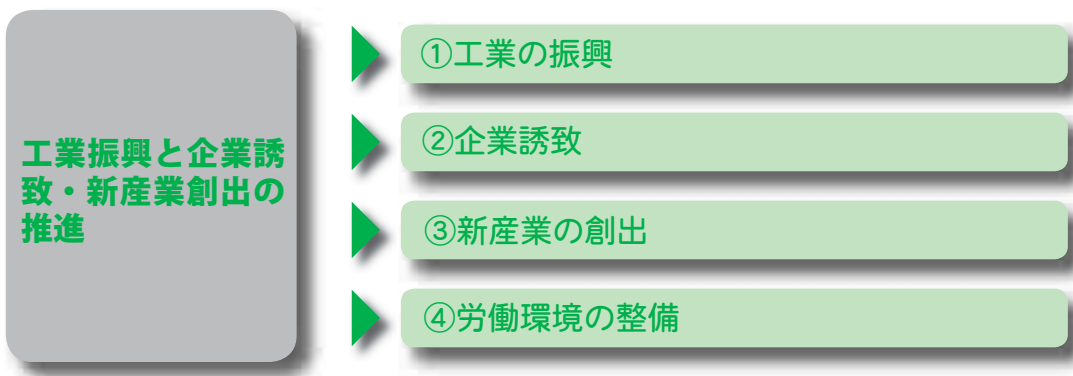 工業振興と企業誘
致・新産業創出の
推進
①工業の振興
②企業誘致
③新産業の創出
④労働環境の整備